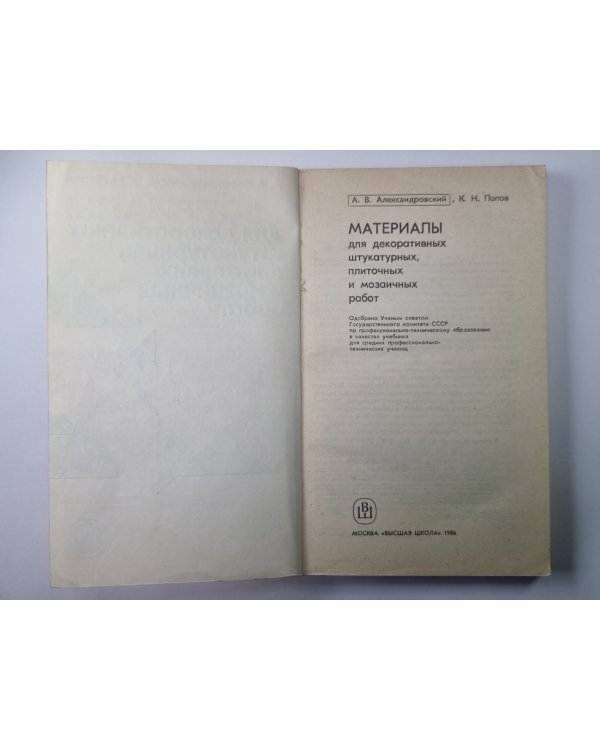 А. В. Александровский, К. Н. Попов
МАТЕРИАЛЫ
для декоративных
штукатурных,
плиточных
и мозаичных
работ
Одобрено Ученым советом
Государственного комитета СССР
по профессионально-техническому образованию
в качестве учебника
для средних профессионально-
технических училищ
ВШ
МОСКВА «ВЫСШАЯ ШКОЛА» 1986